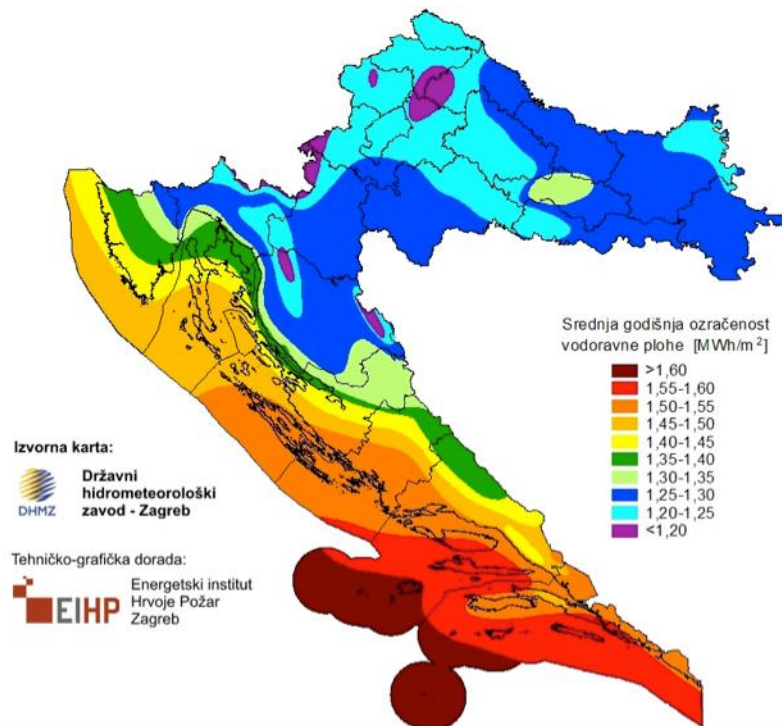 Srednja godišnja ozračenost
vodoravne plohe [MWh/m²]
>1,60
1,55-1,60
1,50-1,55
1,45-1,50
1,40-1,45
1,35-1,40
1,30-1,35
1,25-1,30
1,20-1,25
<1,20
Izvorna karta:
DHMZ
Državni
hidrometeorološki
zavod - Zagreb
Tehničko-grafička dorada:
EIHP
Energetski institut
Hrvoje Požar
Zagreb